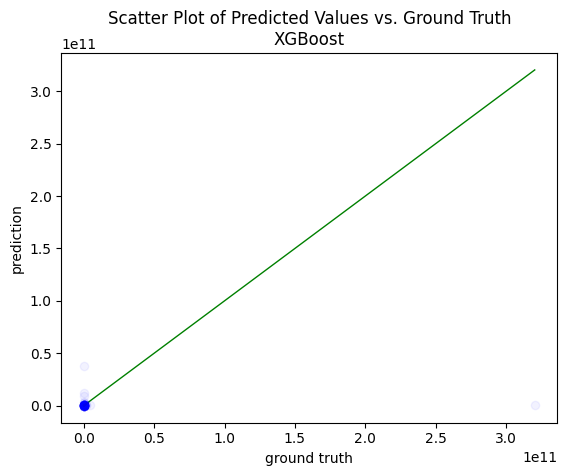 Scatter Plot of Predicted Values vs. Ground Truth
XGBoost
1e11
3.0
2.5
2.0
1.5
1.0
0.5
0.0
prediction
0.0 0.5 1.0 1.5 2.0 2.5 3.0
1e11
ground truth